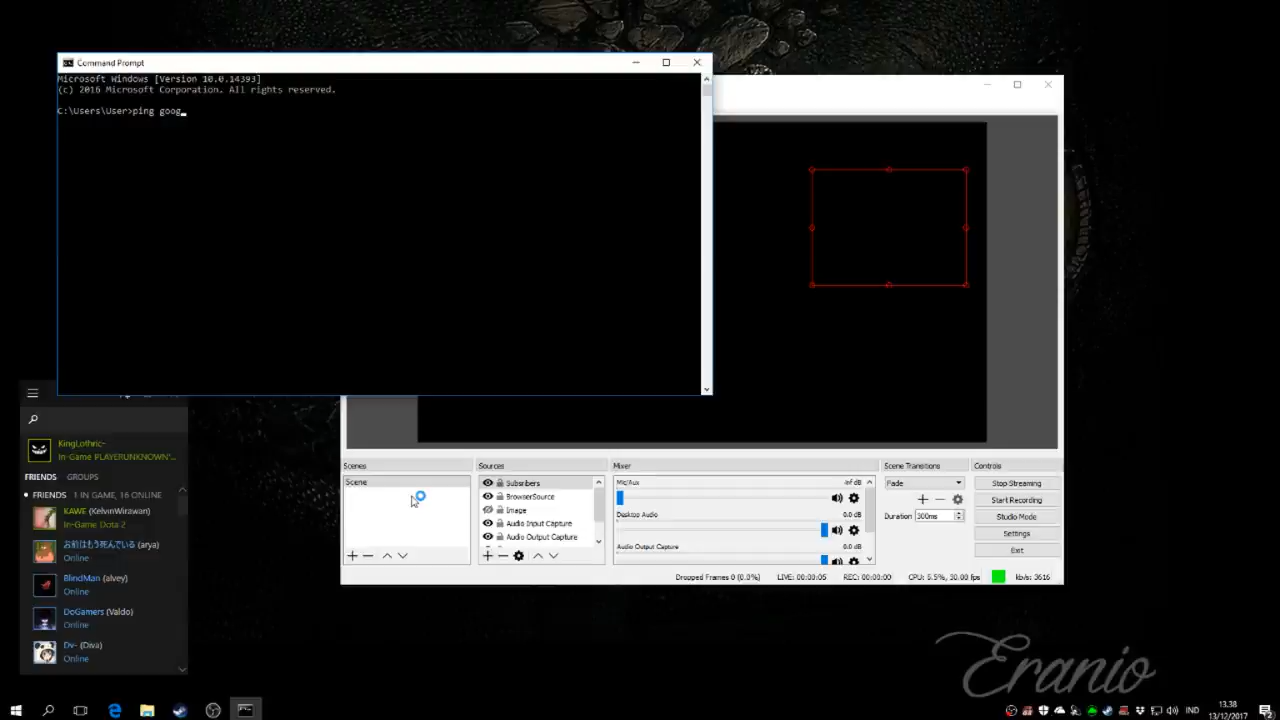 Command Prompt
Microsoft Windows [Version 10.0.14393]
(c) 2016 Microsoft Corporation. All rights reserved.
C:\Users\User>ping goog_
KingLothric-
In-Game PLAYERUNKNOWN'...
FRIENDS GROUPS
FRIENDS 1 IN GAME, 16 ONLINE
KAWE (KelvinWirawan)
In-Game Dota 2
お前はもう死んでいる (arya)
Online
BlindMan (alvey)
Online
DoGamers (Valdo)
Online
Dv- (Diva)
Online
Scenes
Scene
Sources
Subsribers
BrowserSource
Image
Audio Input Capture
Audio Output Capture
Mixer
Mic/Aux -inf dB
Desktop Audio 0.0 dB
Audio Output Capture 0.0 dB
Scene Transitions
Fade
Duration 300ms
Controls
Stop Streaming
Start Recording
Studio Mode
Settings
Exit
Dropped Frames 0 (0.0%) LIVE: 00:00:05 REC: 00:00:00 CPU: 5.5%, 30.00 fps kb/s: 3616
Eranio
IND
13.38
13/12/2017